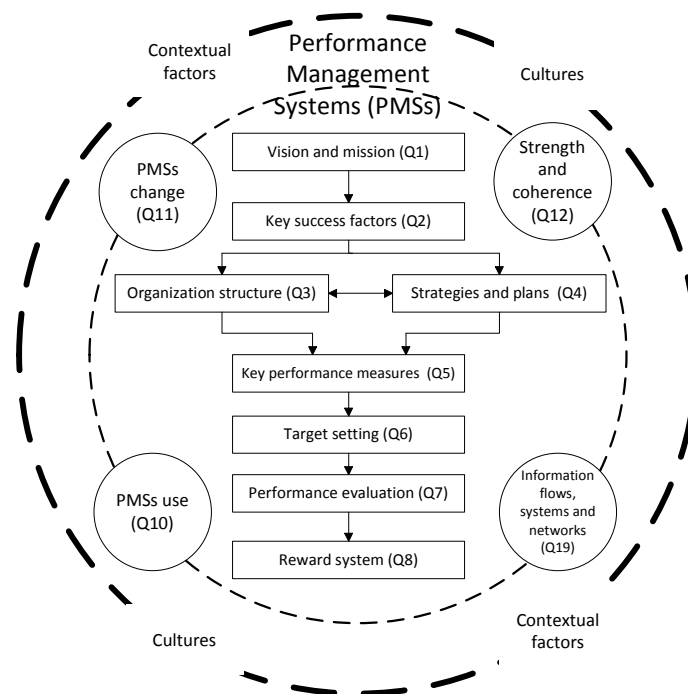 Contextual
factors
Performance
Management
Systems (PMSs)
Cultures
Vision and mission (Q1)
PMSs
change
(Q11)
Strength
and
coherence
(Q12)
Key success factors (Q2)
Organization structure (Q3)
Strategies and plans  (Q4)
Key performance measures  (Q5)
Target setting (Q6)
Performance evaluation (Q7)
PMSs use
(Q10)
Information
flows,
systems and
networks
(Q19)
Reward system (Q8)
Cultures
Contextual
factors